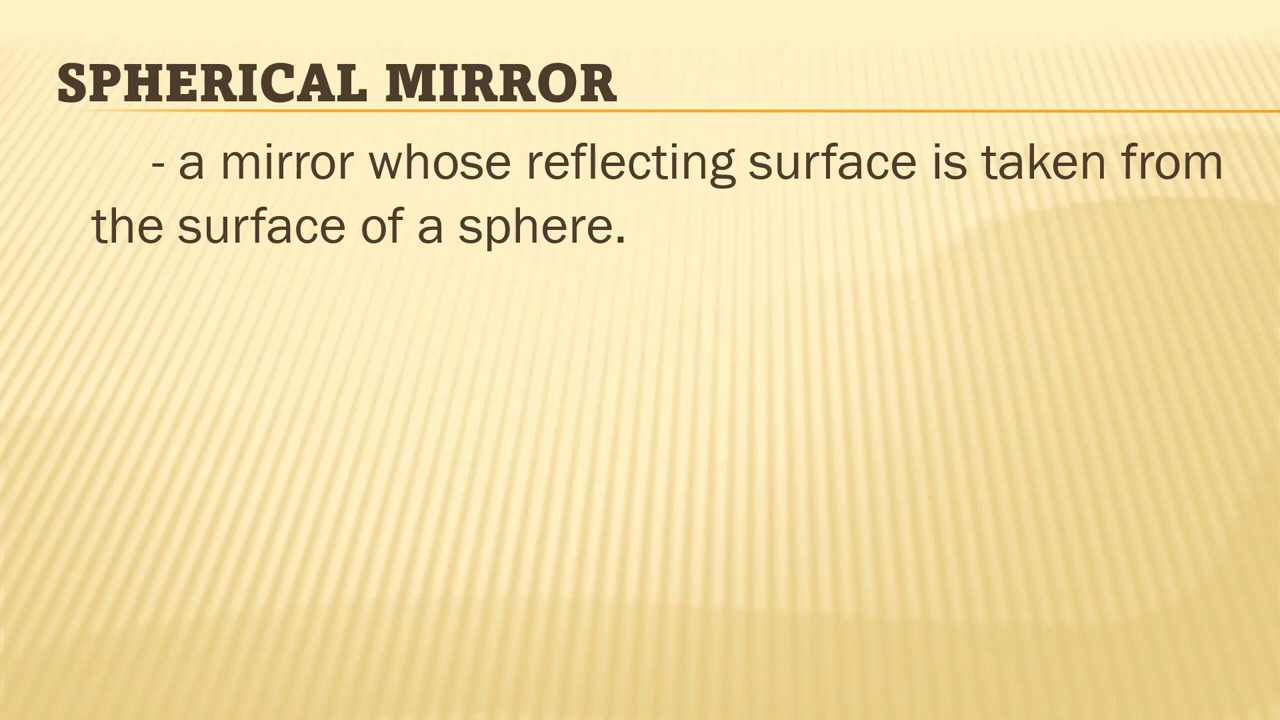 SPHERICAL MIRROR
- a mirror whose reflecting surface is taken from
the surface of a sphere.